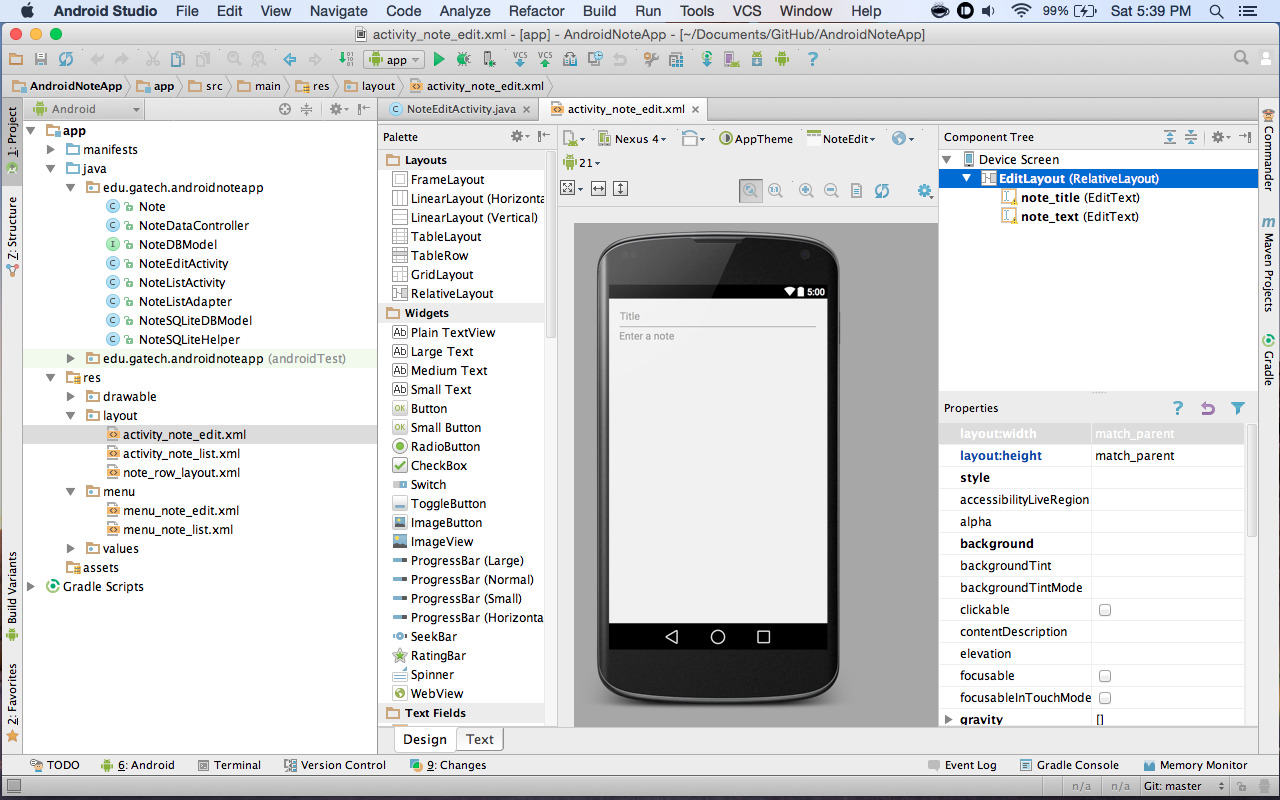 Android Studio File Edit View Navigate Code Analyze Refactor Build Run Tools VCS Window Help 99% Sat 5:39 PM
activity_note_edit.xml - [app] - AndroidNoteApp - [~/Documents/GitHub/AndroidNoteApp]
app
VCS VCS
AndroidNoteApp app src main res layout activity_note_edit.xml
1: Project
Z: Structure
Build Variants
2: Favorites
Android
app
manifests
java
edu.gatech.androidnoteapp
Note
NoteDataController
NoteDBModel
NoteEditActivity
NoteListActivity
NoteListAdapter
NoteSQLiteDBModel
NoteSQLiteHelper
edu.gatech.androidnoteapp (androidTest)
res
drawable
layout
activity_note_edit.xml
activity_note_list.xml
note_row_layout.xml
menu
menu_note_edit.xml
menu_note_list.xml
values
assets
Gradle Scripts
NoteEditActivity.java activity_note_edit.xml
Palette
Layouts
FrameLayout
LinearLayout (Horizonta
LinearLayout (Vertical)
TableLayout
TableRow
GridLayout
RelativeLayout
Widgets
Ab Plain TextView
Ab Large Text
Ab Medium Text
Ab Small Text
OK Button
OK Small Button
RadioButton
CheckBox
Switch
ToggleButton
ImageButton
ImageView
ProgressBar (Large)
ProgressBar (Normal)
ProgressBar (Small)
ProgressBar (Horizonta
SeekBar
RatingBar
Spinner
WebView
Text Fields
Design Text
Nexus 4 AppTheme NoteEdit
21
5:00
Title
Enter a note
Component Tree
Device Screen
EditLayout (RelativeLayout)
note_title (EditText)
note_text (EditText)
Properties
layout:width match_parent
layout:height match_parent
style
accessibilityLiveRegion
alpha
background
backgroundTint
backgroundTintMode
clickable
contentDescription
elevation
focusable
focusableInTouchMode
gravity []
Commander
Maven Projects
Gradle
TODO 6: Android Terminal Version Control 9: Changes Event Log Gradle Console Memory Monitor
n/a n/a Git: master